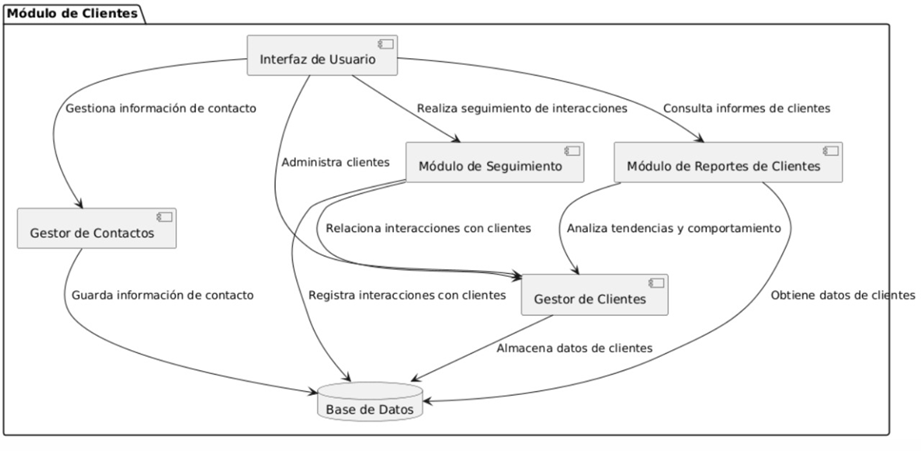 Módulo de Clientes
Interfaz de Usuario
Gestiona información de contacto
Realiza seguimiento de interacciones
Consulta informes de clientes
Administra clientes
Módulo de Seguimiento
Módulo de Reportes de Clientes
Gestor de Contactos
Relaciona interacciones con clientes
Analiza tendencias y comportamiento
Guarda información de contacto
Registra interacciones con clientes
Gestor de Clientes
Obtiene datos de clientes
Almacena datos de clientes
Base de Datos